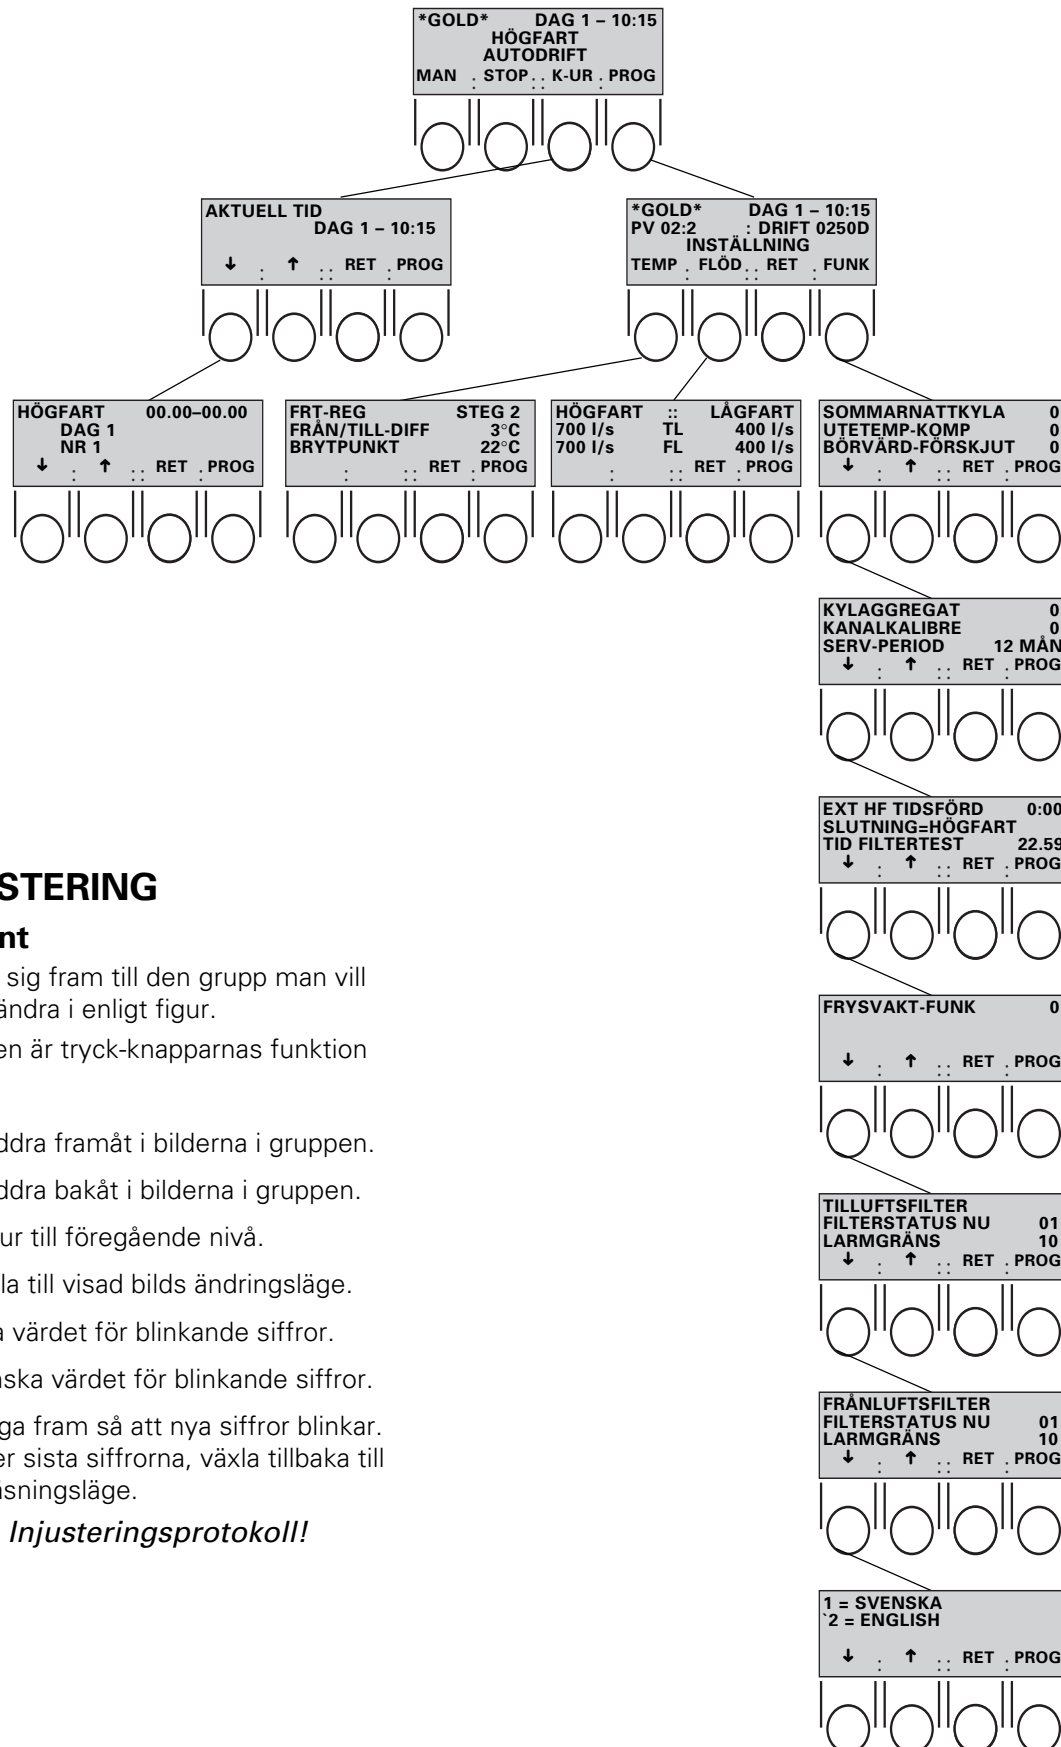 *GOLD* DAG 1 – 10:15
HÖGFART
AUTODRIFT
MAN : STOP : : K-UR : PROG
AKTUELL TID
DAG 1 – 10:15
↓ : ↑ : : RET : PROG
*GOLD* DAG 1 – 10:15
PV 02:2 : DRIFT 0250D
INSTÄLLNING
TEMP : FLÖD : : RET : FUNK
HÖGFART 00.00–00.00
DAG 1
NR 1
↓ : ↑ : : RET : PROG
FRT-REG STEG 2
FRÅN/TILL-DIFF 3°C
BRYTPUNKT 22°C
: : : RET : PROG
HÖGFART :: LÅGFART
700 l/s TL 400 l/s
700 l/s FL 400 l/s
: : : RET : PROG
SOMMARNATTKYLA 0
UTETEMP-KOMP 0
BÖRVÄRD-FÖRSKJUT 0
↓ : ↑ : : RET : PROG
KYLAGGREGAT 0
KANALKALIBRE 0
SERV-PERIOD 12 MÅN
↓ : ↑ : : RET : PROG
EXT HF TIDSFÖRD 0:00
SLUTNING=HÖGFART
TID FILTERTEST 22.59
↓ : ↑ : : RET : PROG
FRYSVAKT-FUNK 0
↓ : ↑ : : RET : PROG
TILLUFTSFILTER
FILTERSTATUS NU 01
LARMGRÄNS 10
↓ : ↑ : : RET : PROG
FRÅNLUFTSFILTER
FILTERSTATUS NU 01
LARMGRÄNS 10
↓ : ↑ : : RET : PROG
1 = SVENSKA
`2 = ENGLISH
↓ : ↑ : : RET : PROG
STERING
nt
sig fram till den grupp man vill
ändra i enligt figur.
en är tryck-knapparnas funktion
ddra framåt i bilderna i gruppen.
ddra bakåt i bilderna i gruppen.
ur till föregående nivå.
la till visad bilds ändringsläge.
a värdet för blinkande siffror.
nska värdet för blinkande siffror.
ga fram så att nya siffror blinkar.
er sista siffrorna, växla tillbaka till
äsningsläge.
Injusteringsprotokoll!